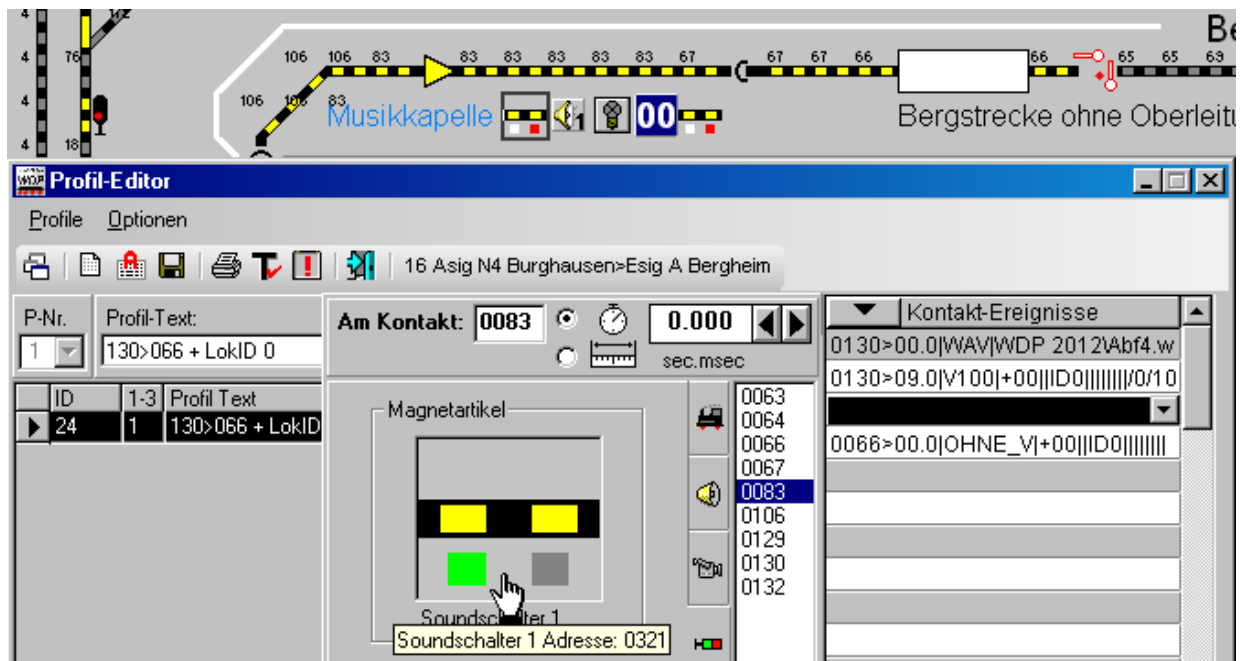 4
4 76
106 106 83 83 83 83 83 83 67 67 67 66 66 65 65 69
4 106 106 83
Musikkapelle 1 00 Bergstrecke ohne Oberleitu
4 18
WDP Profil-Editor
Profile Optionen
16 Asig N4 Burghausen>Esig A Bergheim
P-Nr. Profil-Text:
1 130>066 + LokID 0
ID 1-3 Profil Text
24 1 130>066 + LokID
Am Kontakt: 0083 0.000
sec.msec
Magnetartikel
Soundschalter 1 Adresse: 0321
0063
0064
0066
0067
0083
0106
0129
0130
0132
Kontakt-Ereignisse
0130>00.0|WAV|WDP 2012\Abf4.w
0130>09.0|V100|+00||ID0||||||||/0/10
0066>00.0|OHNE_V|+00||ID0||||||||